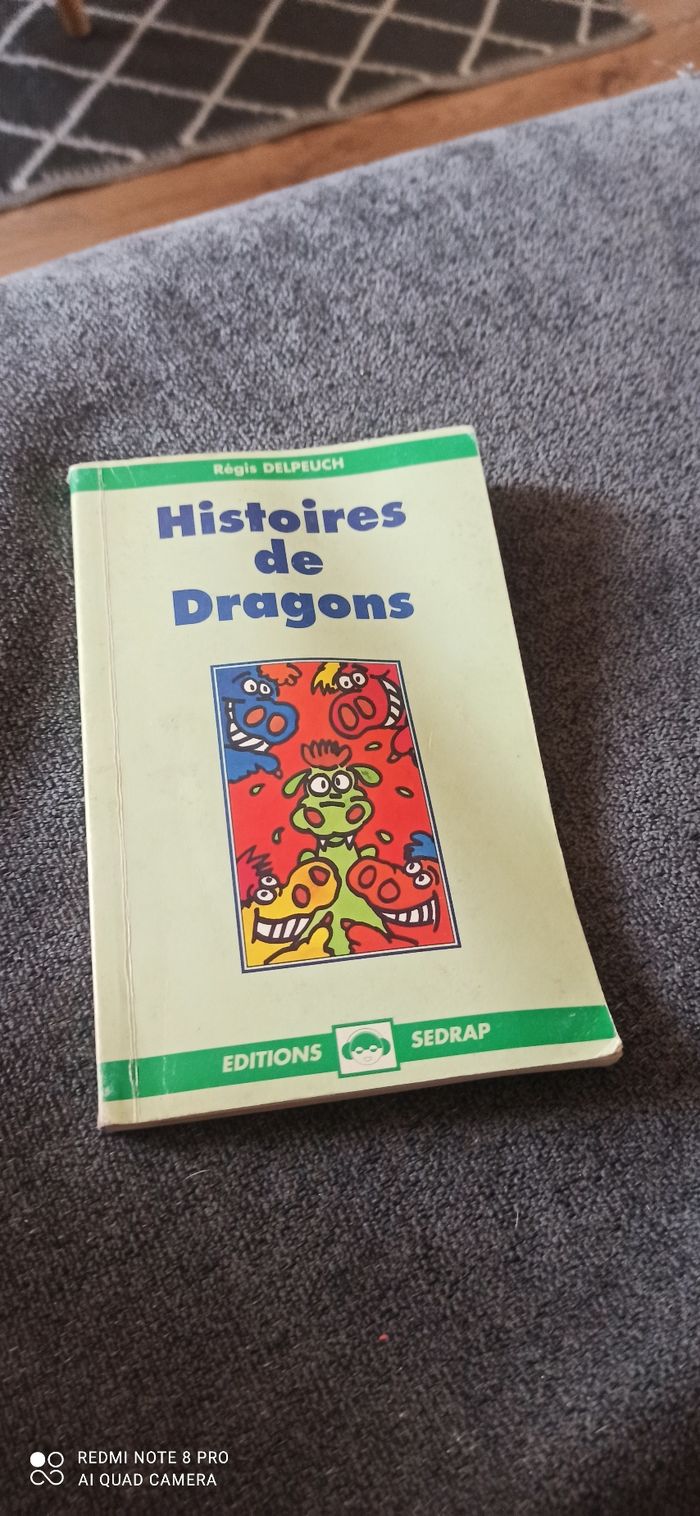 Régis DELPEUCH
Histoires
de
Dragons
EDITIONS SEDRAP
REDMI NOTE 8 PRO
AI QUAD CAMERA